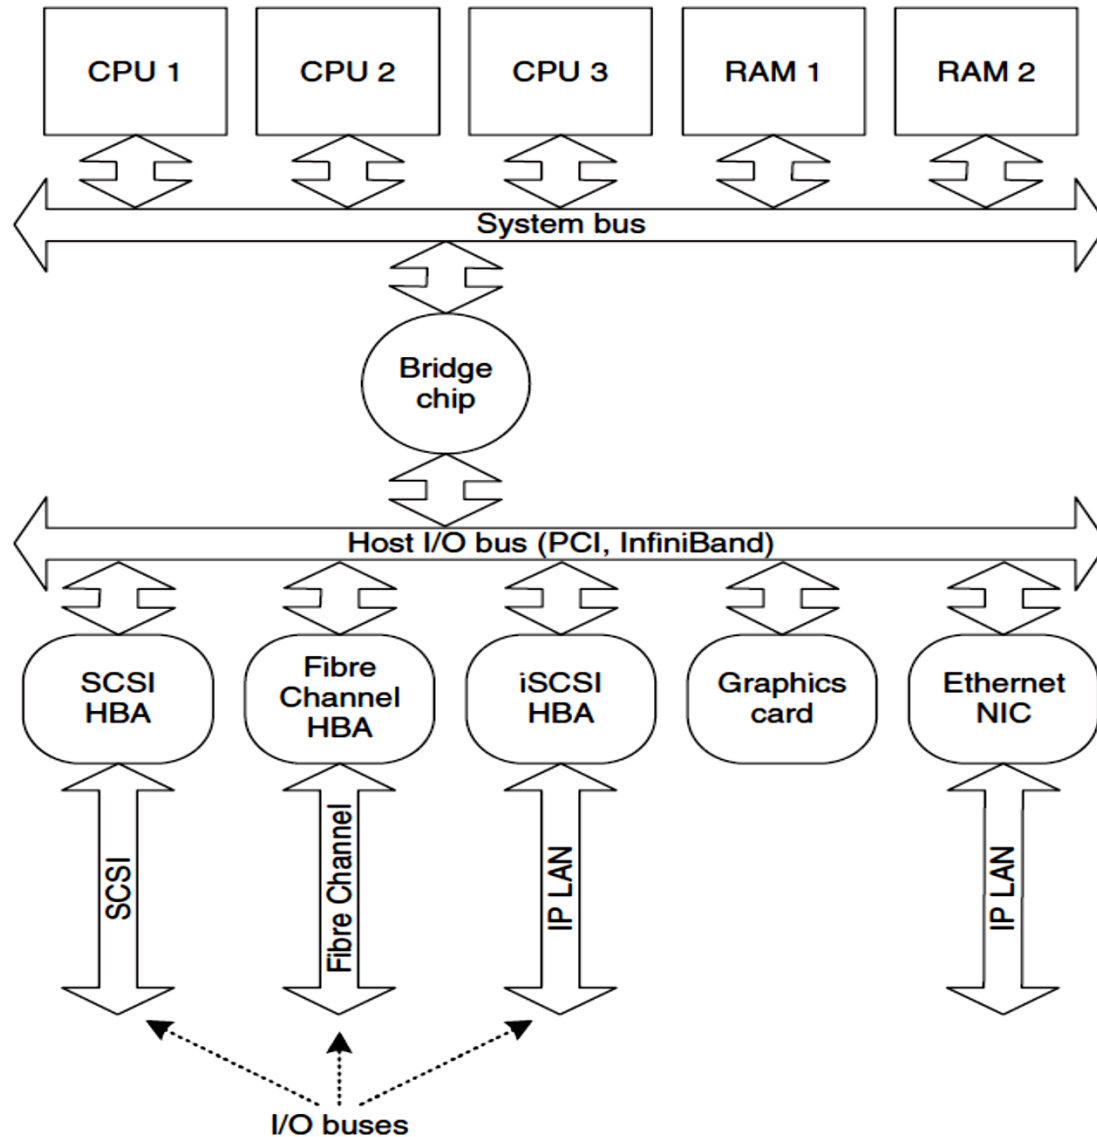 CPU 1
CPU 2
CPU 3
RAM 1
RAM 2
System bus
Bridge
chip
Host I/O bus (PCI, InfiniBand)
SCSI
HBA
Fibre
Channel
HBA
iSCSI
HBA
Graphics
card
Ethernet
NIC
SCSI
Fibre Channel
IP LAN
IP LAN
I/O buses